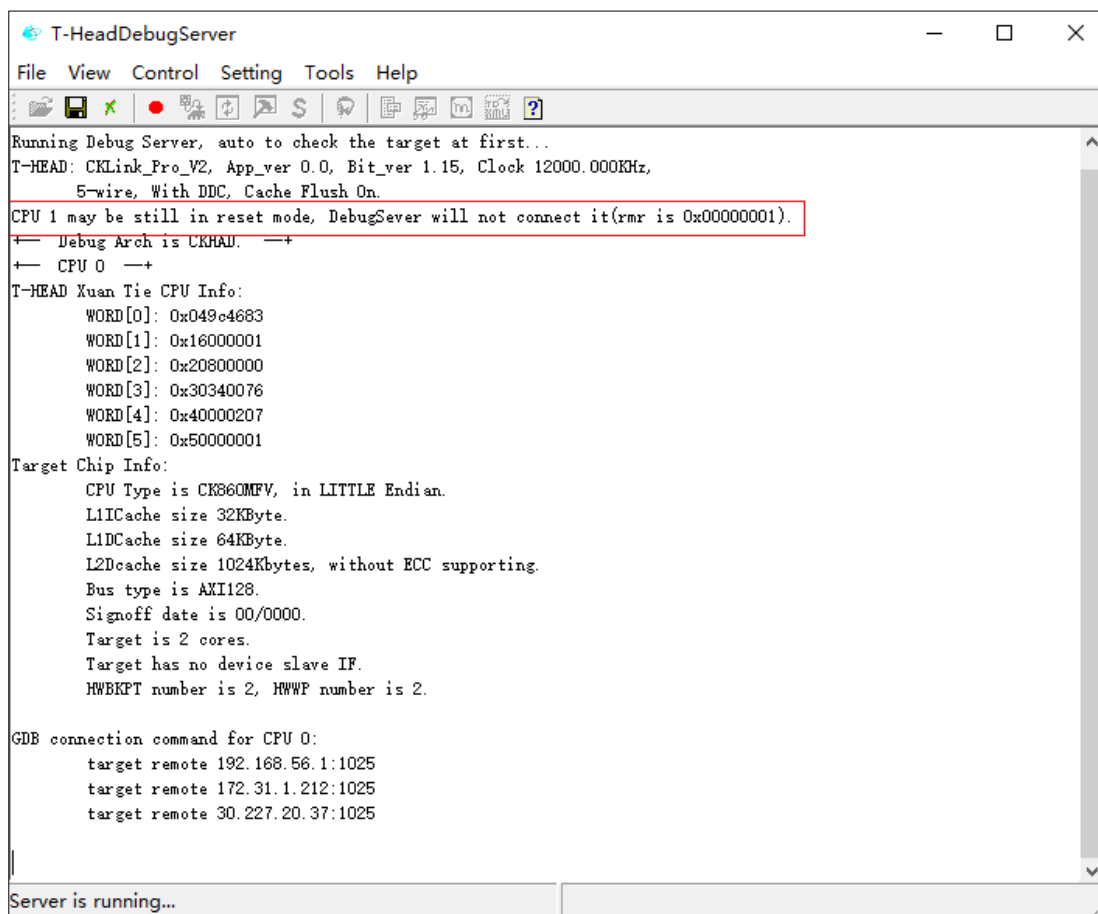 T-HeadDebugServer
File View Control Setting Tools Help
Running Debug Server, auto to check the target at first...
T-HEAD: CKLink_Pro_V2, App_ver 0.0, Bit_ver 1.15, Clock 12000.000KHz,
5-wire, With DDC, Cache Flush On.
CPU 1 may be still in reset mode, DebugSever will not connect it(rmr is 0x00000001).
+-- Debug Arch is CKHAD. --+
+-- CPU 0 --+
T-HEAD Xuan Tie CPU Info:
WORD[0]: 0x049c4683
WORD[1]: 0x16000001
WORD[2]: 0x20800000
WORD[3]: 0x30340076
WORD[4]: 0x40000207
WORD[5]: 0x50000001
Target Chip Info:
CPU Type is CK860MFV, in LITTLE Endian.
L1ICache size 32KByte.
L1DCache size 64KByte.
L2Dcache size 1024Kbytes, without ECC supporting.
Bus type is AXI128.
Signoff date is 00/0000.
Target is 2 cores.
Target has no device slave IF.
HWBKPT number is 2, HWWP number is 2.
GDB connection command for CPU 0:
target remote 192.168.56.1:1025
target remote 172.31.1.212:1025
target remote 30.227.20.37:1025
Server is running...